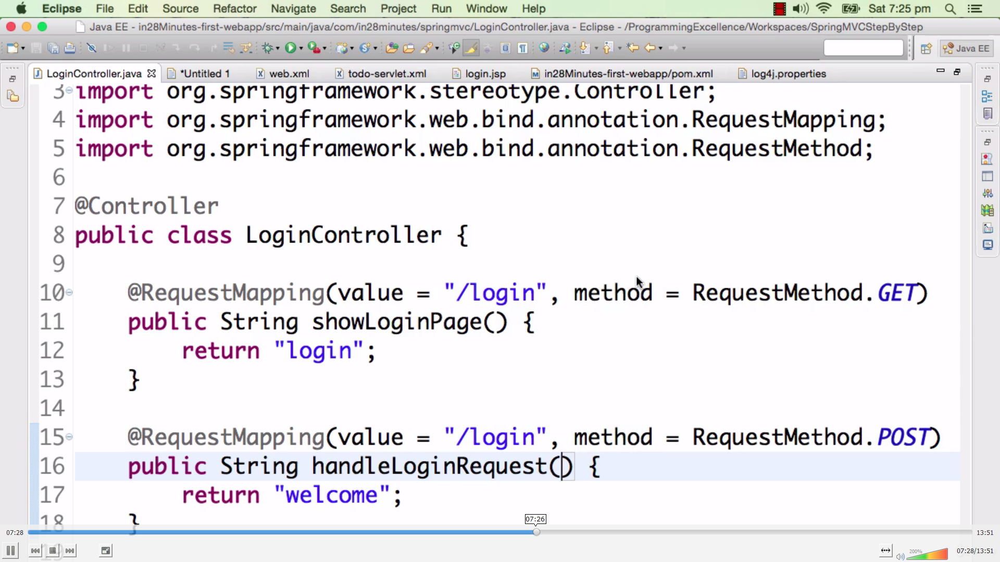 Eclipse File Edit Source Refactor Navigate Search Project Run Window Help Sat 7:25 pm
Java EE - in28Minutes-first-webapp/src/main/java/com/in28minutes/springmvc/LoginController.java - Eclipse - /ProgrammingExcellence/Workspaces/SpringMVCStepByStep
Java EE
LoginController.java *Untitled 1 web.xml todo-servlet.xml login.jsp in28Minutes-first-webapp/pom.xml log4j.properties
3 import org.springframework.stereotype.Controller;
4 import org.springframework.web.bind.annotation.RequestMapping;
5 import org.springframework.web.bind.annotation.RequestMethod;
6
7 @Controller
8 public class LoginController {
9
10 @RequestMapping(value = "/login", method = RequestMethod.GET)
11 public String showLoginPage() {
12 return "login";
13 }
14
15 @RequestMapping(value = "/login", method = RequestMethod.POST)
16 public String handleLoginRequest() {
17 return "welcome";
18 }
07:26
07:28 13:51
19
200% 07:28/13:51